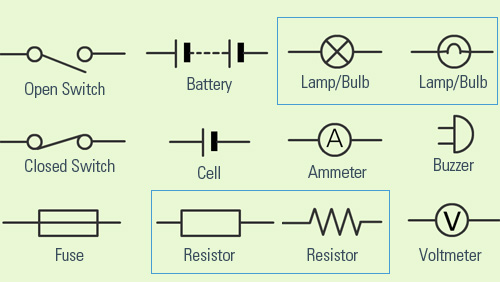 Open Switch
Battery
Lamp/Bulb
Lamp/Bulb
Closed Switch
Cell
A
Ammeter
Buzzer
Fuse
Resistor
Resistor
V
Voltmeter